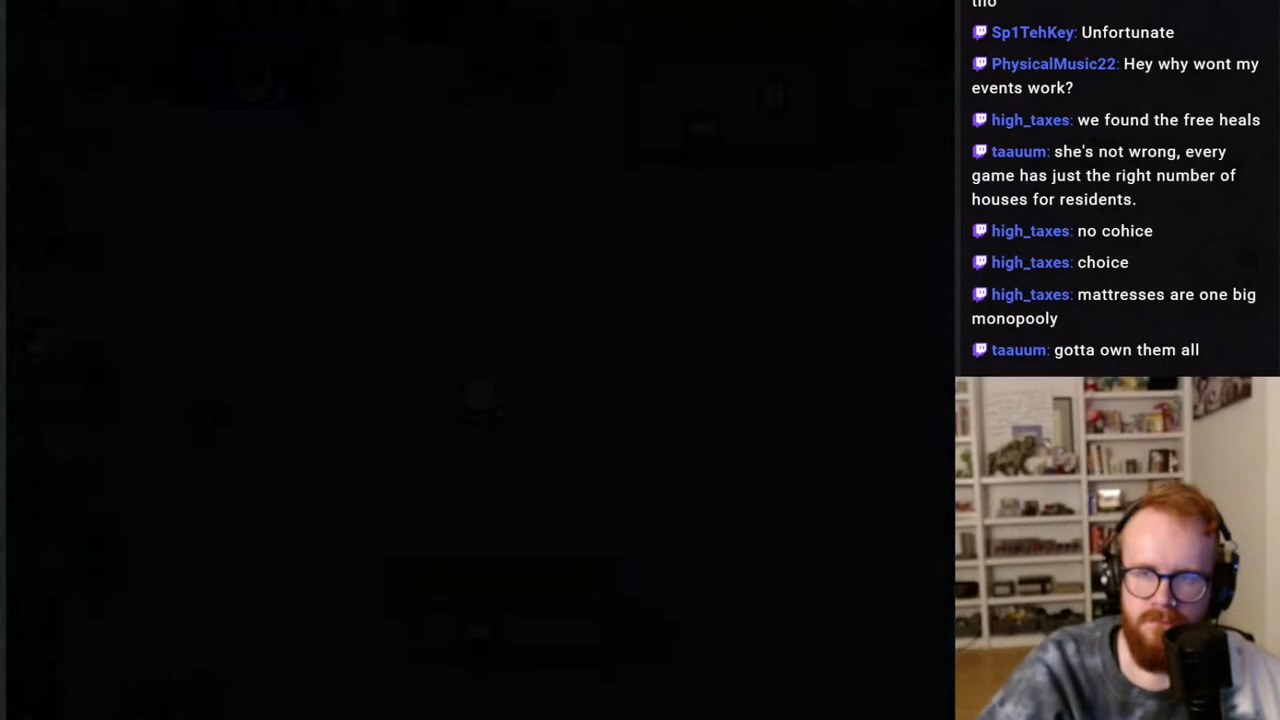 tho
Sp1TehKey: Unfortunate
PhysicalMusic22: Hey why wont my
events work?
high_taxes: we found the free heals
taauum: she's not wrong, every
game has just the right number of
houses for residents.
high_taxes: no cohice
high_taxes: choice
high_taxes: mattresses are one big
monopooly
taauum: gotta own them all